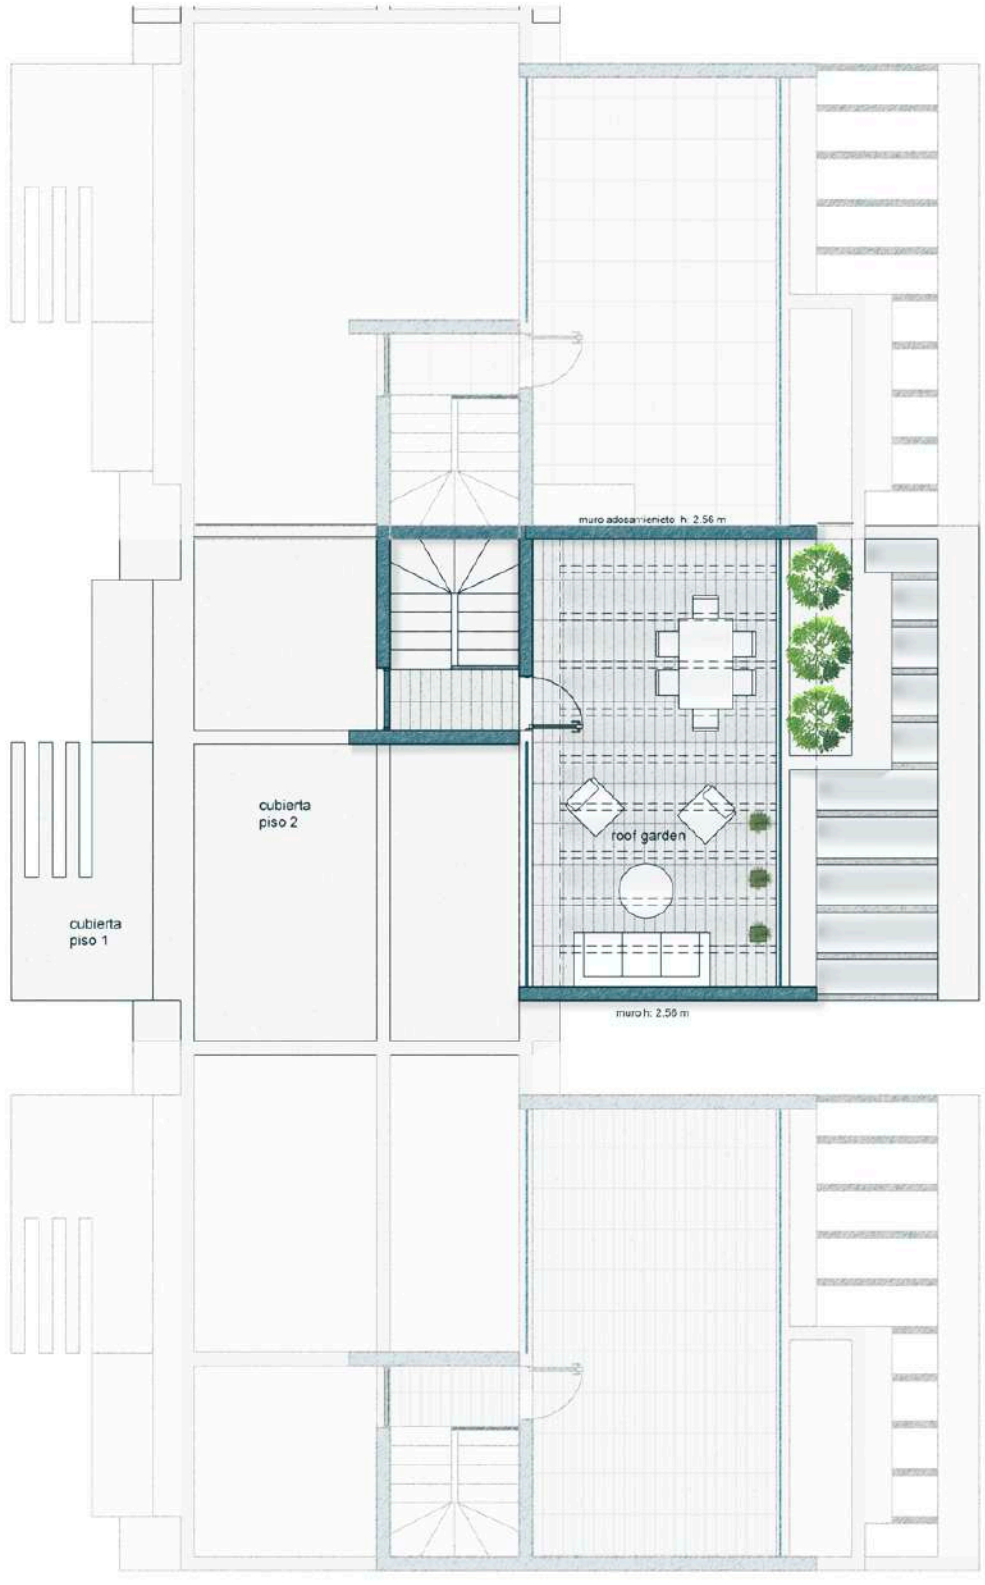 muro adosamienieto h: 2.56 m
cubierta
piso 2
roof garden
cubierta
piso 1
muro h: 2.56 m